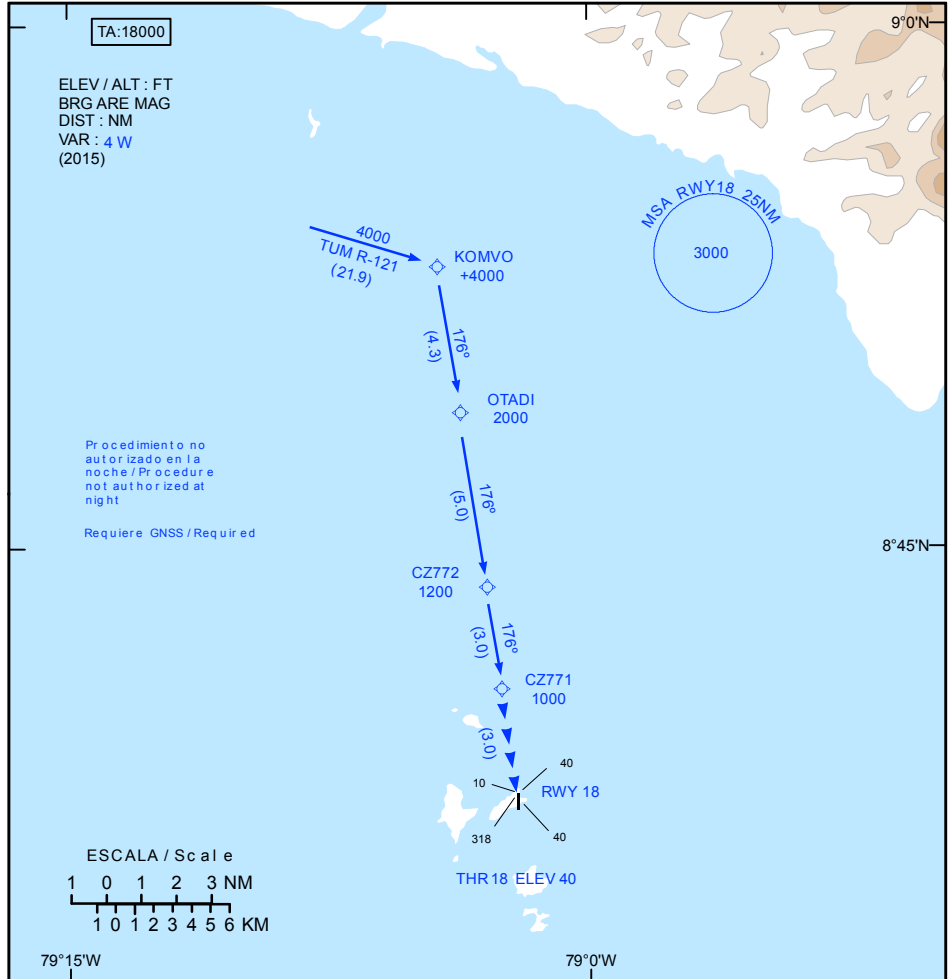 TA:18000
9°0'N
ELEV / ALT : FT
BRG ARE MAG
DIST : NM
VAR : 4 W
(2015)
MSA RWY18 25NM
3000
4000
TUM R-121
(21.9)
KOMVO
+4000
176º
(4.3)
OTADI
2000
Procedimiento no
autorizado en la
noche / Procedure
not authorized at
night
Requiere GNSS / Required
176º
(5.0)
8°45'N
CZ772
1200
176º
(3.0)
CZ771
1000
(3.0)
40
10
RWY 18
318
40
THR 18 ELEV 40
ESCALA / Scale
1 0 1 2 3 NM
1 0 1 2 3 4 5 6 KM
79°15'W
79°0'W